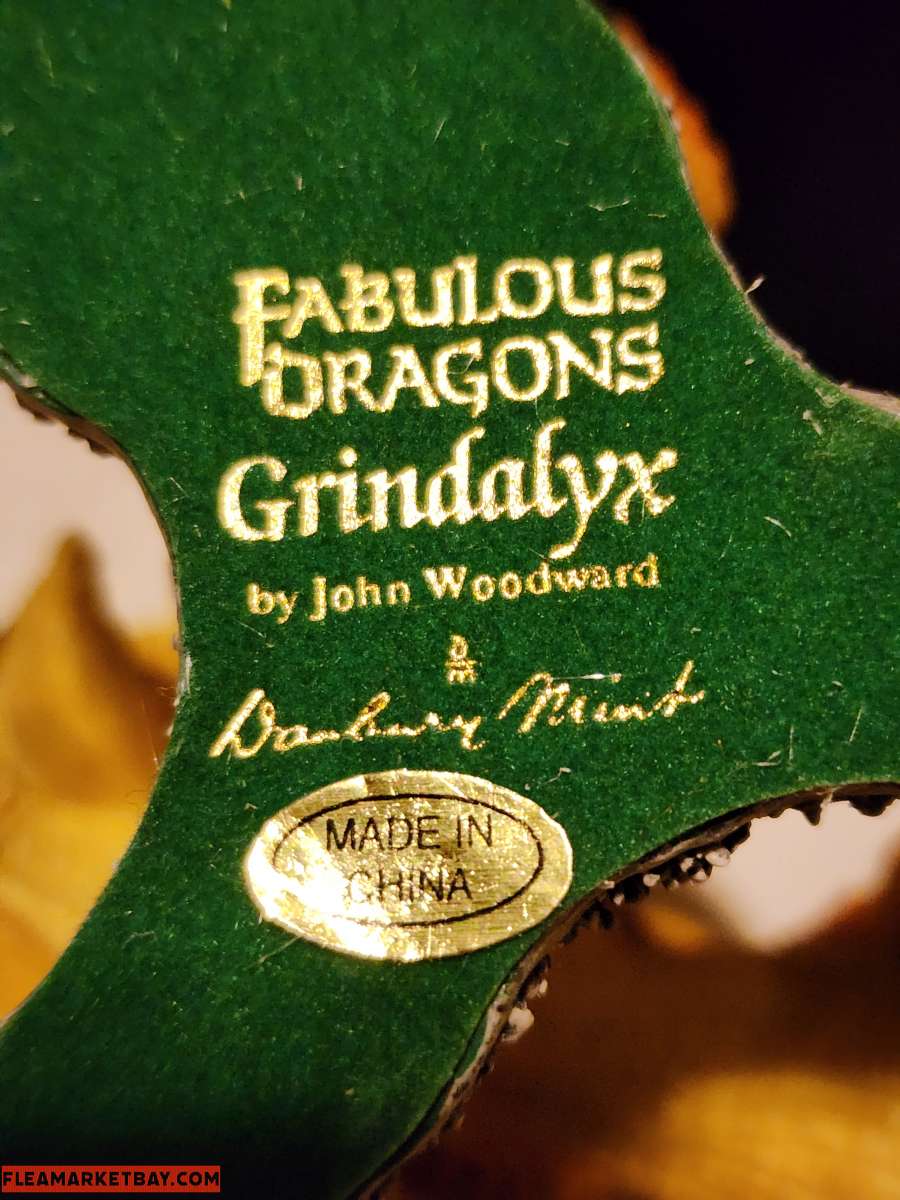 FABULOUS
DRAGONS
Grindalyx
by John Woodward
D
M
Danbury Mint
MADE IN
CHINA
FLEAMARKETBAY.COM